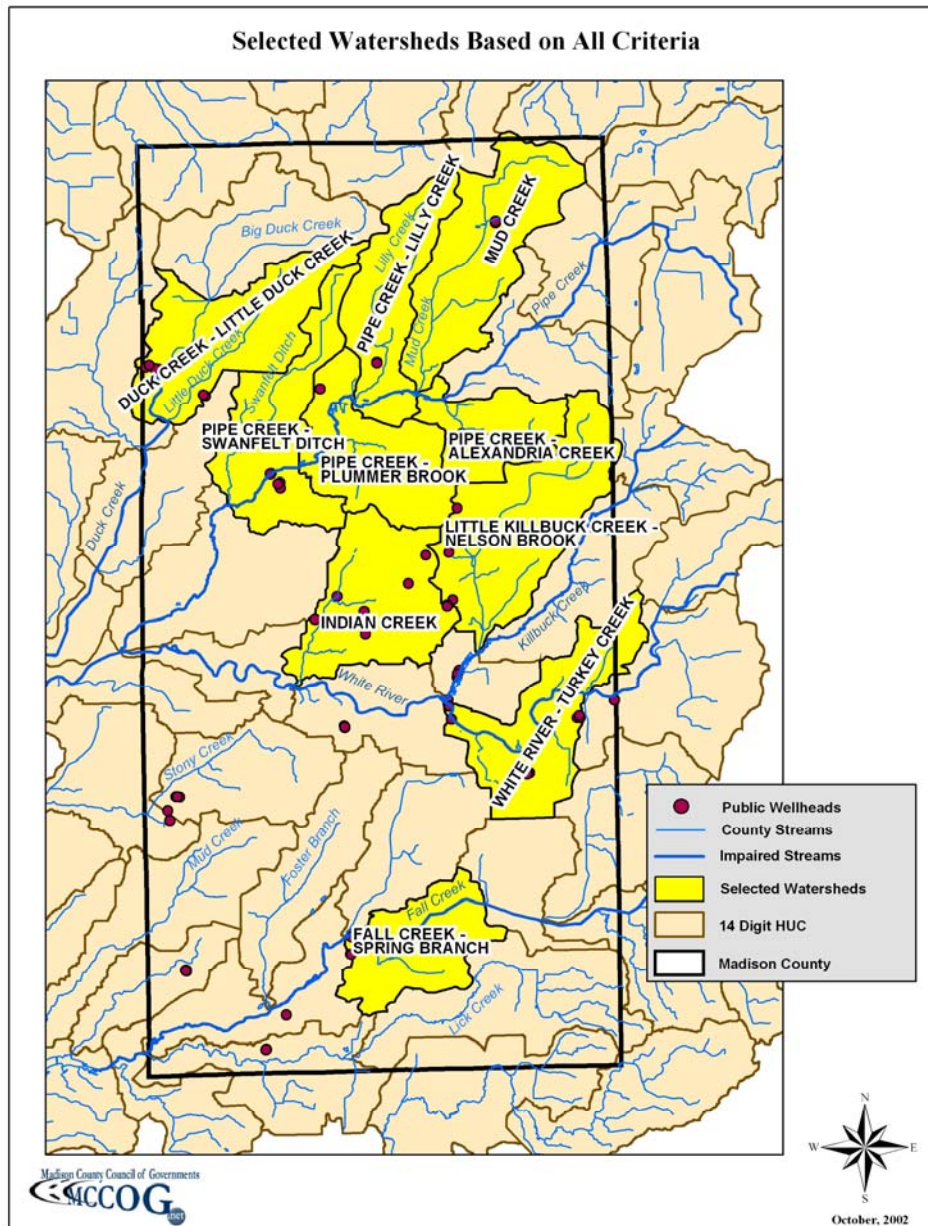 Selected Watersheds Based on All Criteria
Big Duck Creek
Lilly Creek
PIPE CREEK - LILLY CREEK
MUD CREEK
DUCK CREEK - LITTLE DUCK CREEK
Pipe Creek
Mud Creek
Little Duck Creek
Swanfelt Ditch
PIPE CREEK -
SWANFELT DITCH
PIPE CREEK -
PLUMMER BROOK
PIPE CREEK -
ALEXANDRIA CREEK
Duck Creek
LITTLE KILLBUCK CREEK -
NELSON BROOK
INDIAN CREEK
Killbuck Creek
White River
WHITE RIVER - TURKEY CREEK
Stony Creek
Mud Creek
Foster Branch
Fall Creek
FALL CREEK -
SPRING BRANCH
Lick Creek
Public Wellheads
County Streams
Impaired Streams
Selected Watersheds
14 Digit HUC
Madison County
N
W
E
S
Madison County Council of Governments
MCCOG
.net
October, 2002